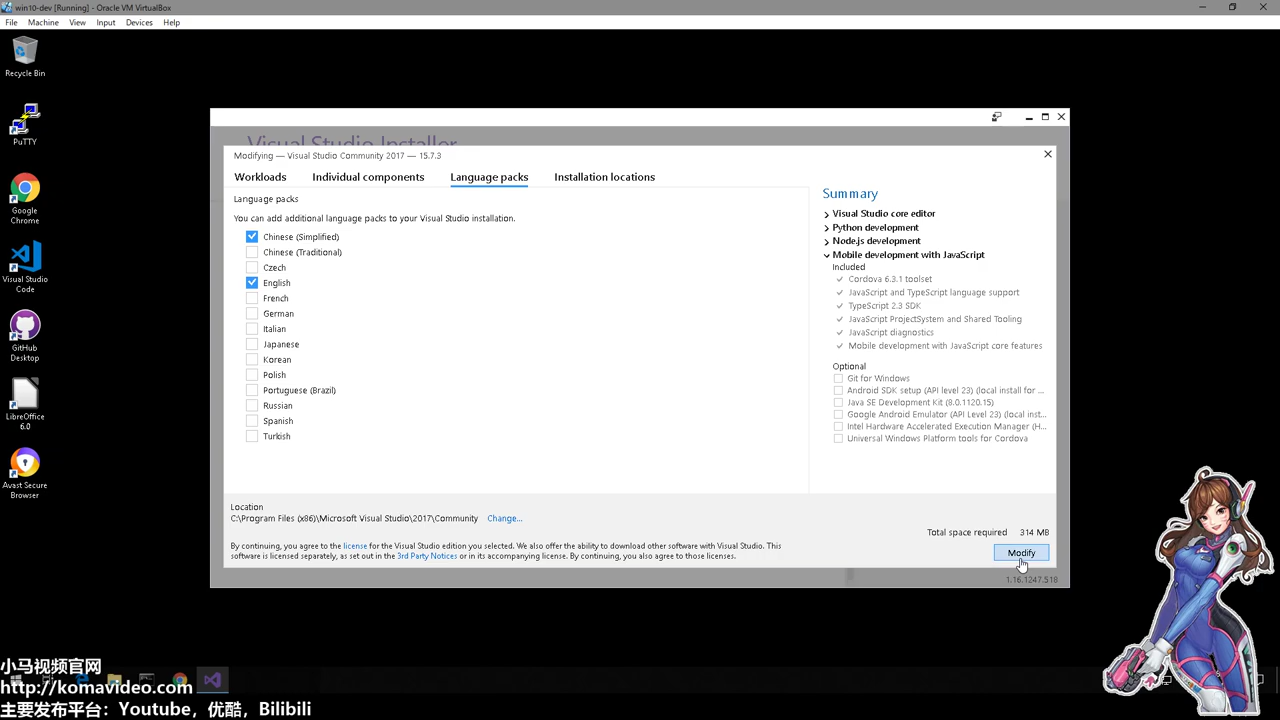 win10-dev [Running] - Oracle VM VirtualBox
File Machine View Input Devices Help
Recycle Bin
PuTTY
Google
Chrome
Visual Studio
Code
GitHub
Desktop
LibreOffice
6.0
Avast Secure
Browser
Visual Studio Installer
Modifying — Visual Studio Community 2017 — 15.7.3
Workloads Individual components Language packs Installation locations
Language packs
You can add additional language packs to your Visual Studio installation.
Chinese (Simplified)
Chinese (Traditional)
Czech
English
French
German
Italian
Japanese
Korean
Polish
Portuguese (Brazil)
Russian
Spanish
Turkish
Summary
Visual Studio core editor
Python development
Node.js development
Mobile development with JavaScript
Included
Cordova 6.3.1 toolset
JavaScript and TypeScript language support
TypeScript 2.3 SDK
JavaScript ProjectSystem and Shared Tooling
JavaScript diagnostics
Mobile development with JavaScript core features
Optional
Git for Windows
Android SDK setup (API level 23) (local install for ...
Java SE Development Kit (8.0.1120.15)
Google Android Emulator (API Level 23) (local inst...
Intel Hardware Accelerated Execution Manager (H...
Universal Windows Platform tools for Cordova
Location
C:\Program Files (x86)\Microsoft Visual Studio\2017\Community Change...
Total space required 314 MB
By continuing, you agree to the license for the Visual Studio edition you selected. We also offer the ability to download other software with Visual Studio. This
software is licensed separately, as set out in the 3rd Party Notices or in its accompanying license. By continuing, you also agree to those licenses.
Modify
1.16.1247.518
小马视频官网
http://komavideo.com
主要发布平台：Youtube，优酷，Bilibili